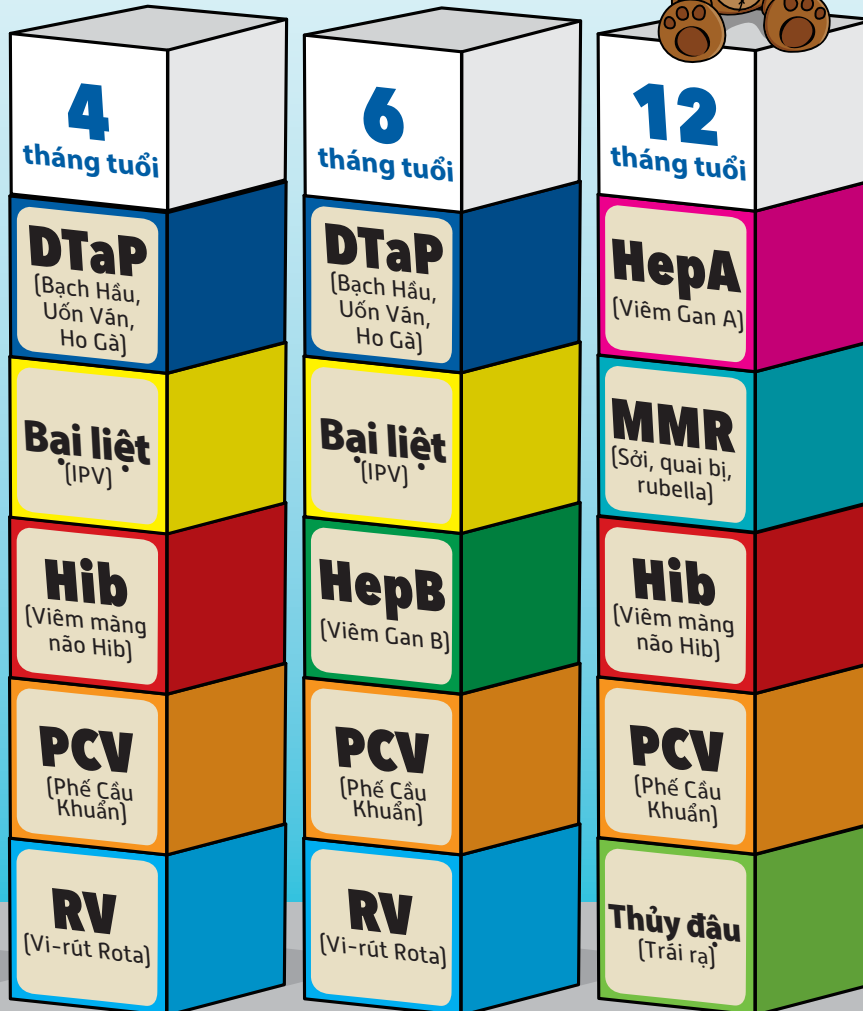 4
tháng tuổi
DTaP
(Bạch Hầu,
Uốn Ván,
Ho Gà)
Bại liệt
(IPV)
Hib
(Viêm màng
não Hib)
PCV
(Phế Cầu
Khuẩn)
RV
(Vi-rút Rota)
6
tháng tuổi
DTaP
(Bạch Hầu,
Uốn Ván,
Ho Gà)
Bại liệt
(IPV)
HepB
(Viêm Gan B)
PCV
(Phế Cầu
Khuẩn)
RV
(Vi-rút Rota)
12
tháng tuổi
HepA
(Viêm Gan A)
MMR
(Sởi, quai bị,
rubella)
Hib
(Viêm màng
não Hib)
PCV
(Phế Cầu
Khuẩn)
Thủy đậu
(Trái rạ)